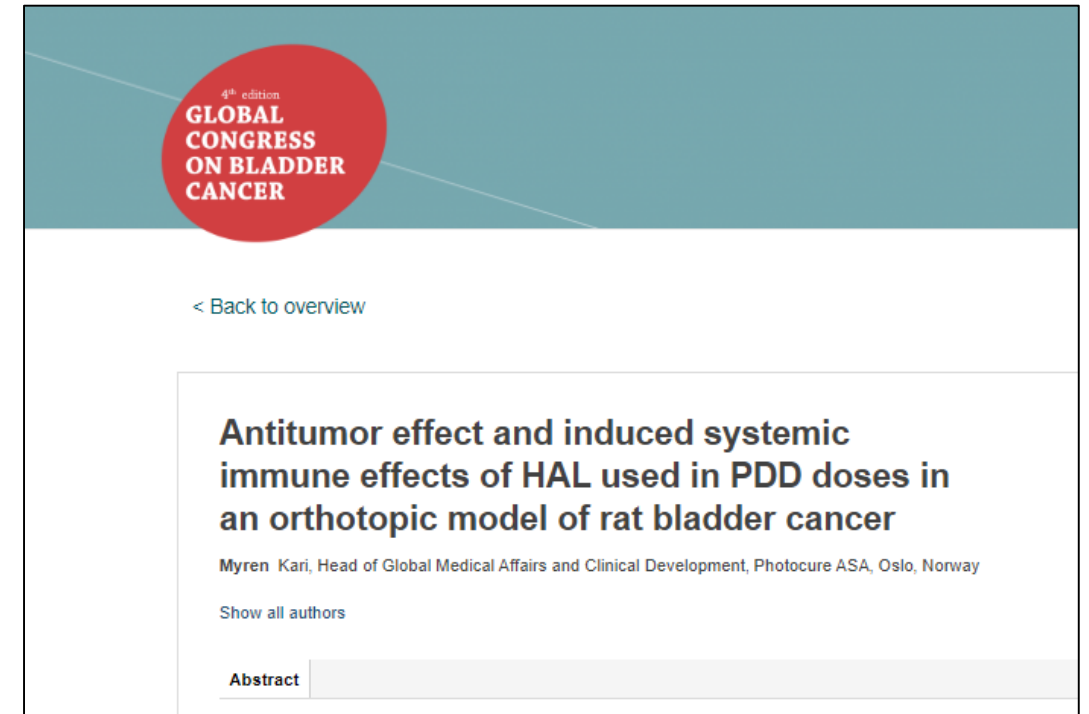 4th edition
GLOBAL
CONGRESS
ON BLADDER
CANCER
< Back to overview
Antitumor effect and induced systemic
immune effects of HAL used in PDD doses in
an orthotopic model of rat bladder cancer
Myren Kari, Head of Global Medical Affairs and Clinical Development, Photocure ASA, Oslo, Norway
Show all authors
Abstract